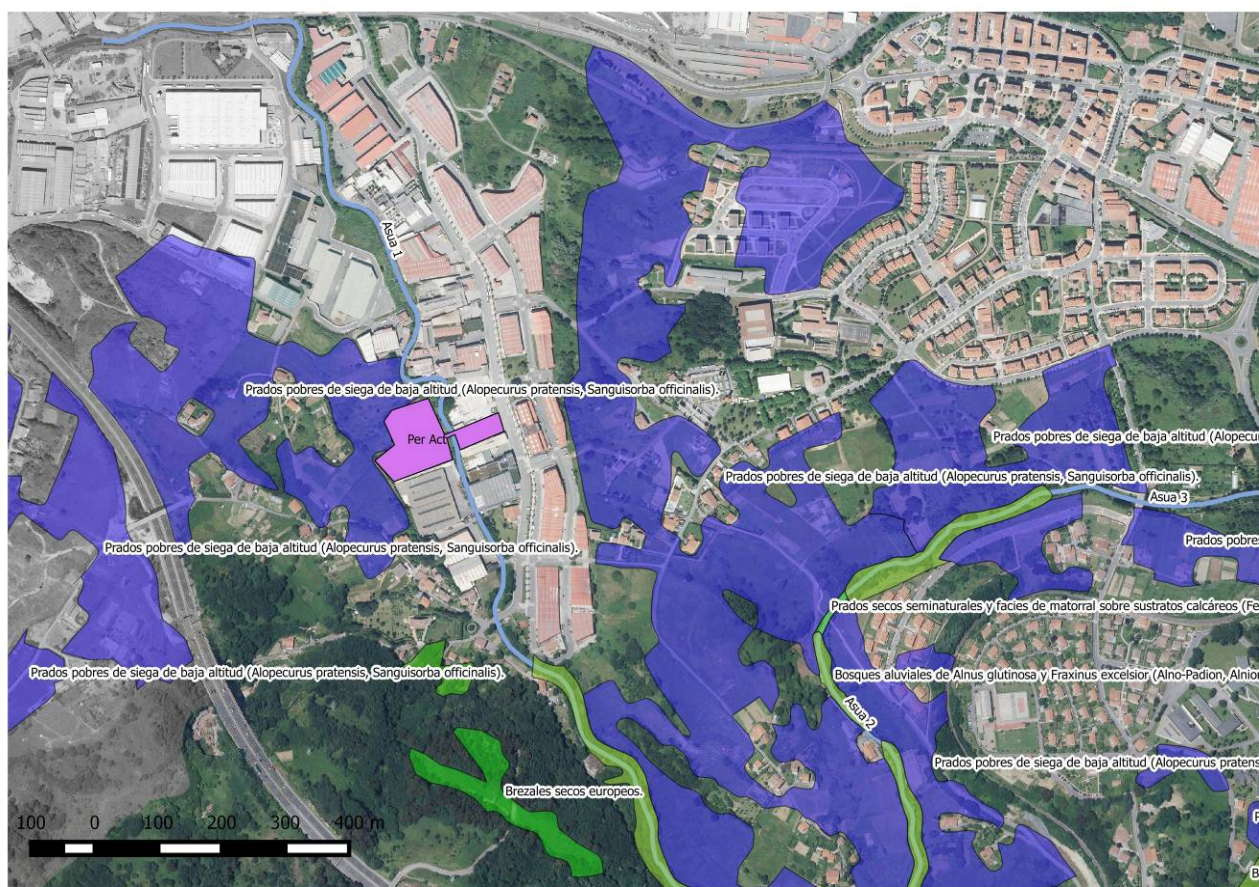 Asua 1
Prados pobres de siega de baja altitud (Alopecurus pratensis, Sanguisorba officinalis).
Per Act
Prados pobres de siega de baja altitud (Alopecu
Prados pobres de siega de baja altitud (Alopecurus pratensis, Sanguisorba officinalis).
Asua 3
Prados pobres
Prados pobres de siega de baja altitud (Alopecurus pratensis, Sanguisorba officinalis).
Prados secos seminaturales y facies de matorral sobre sustratos calcáreos (Fe
Prados pobres de siega de baja altitud (Alopecurus pratensis, Sanguisorba officinalis).
Bosques aluviales de Alnus glutinosa y Fraxinus excelsior (Alno-Padion, Alnio
Asua 2
Prados pobres de siega de baja altitud (Alopecurus pratens
Brezales secos europeos.
100 0 100 200 300 400 m